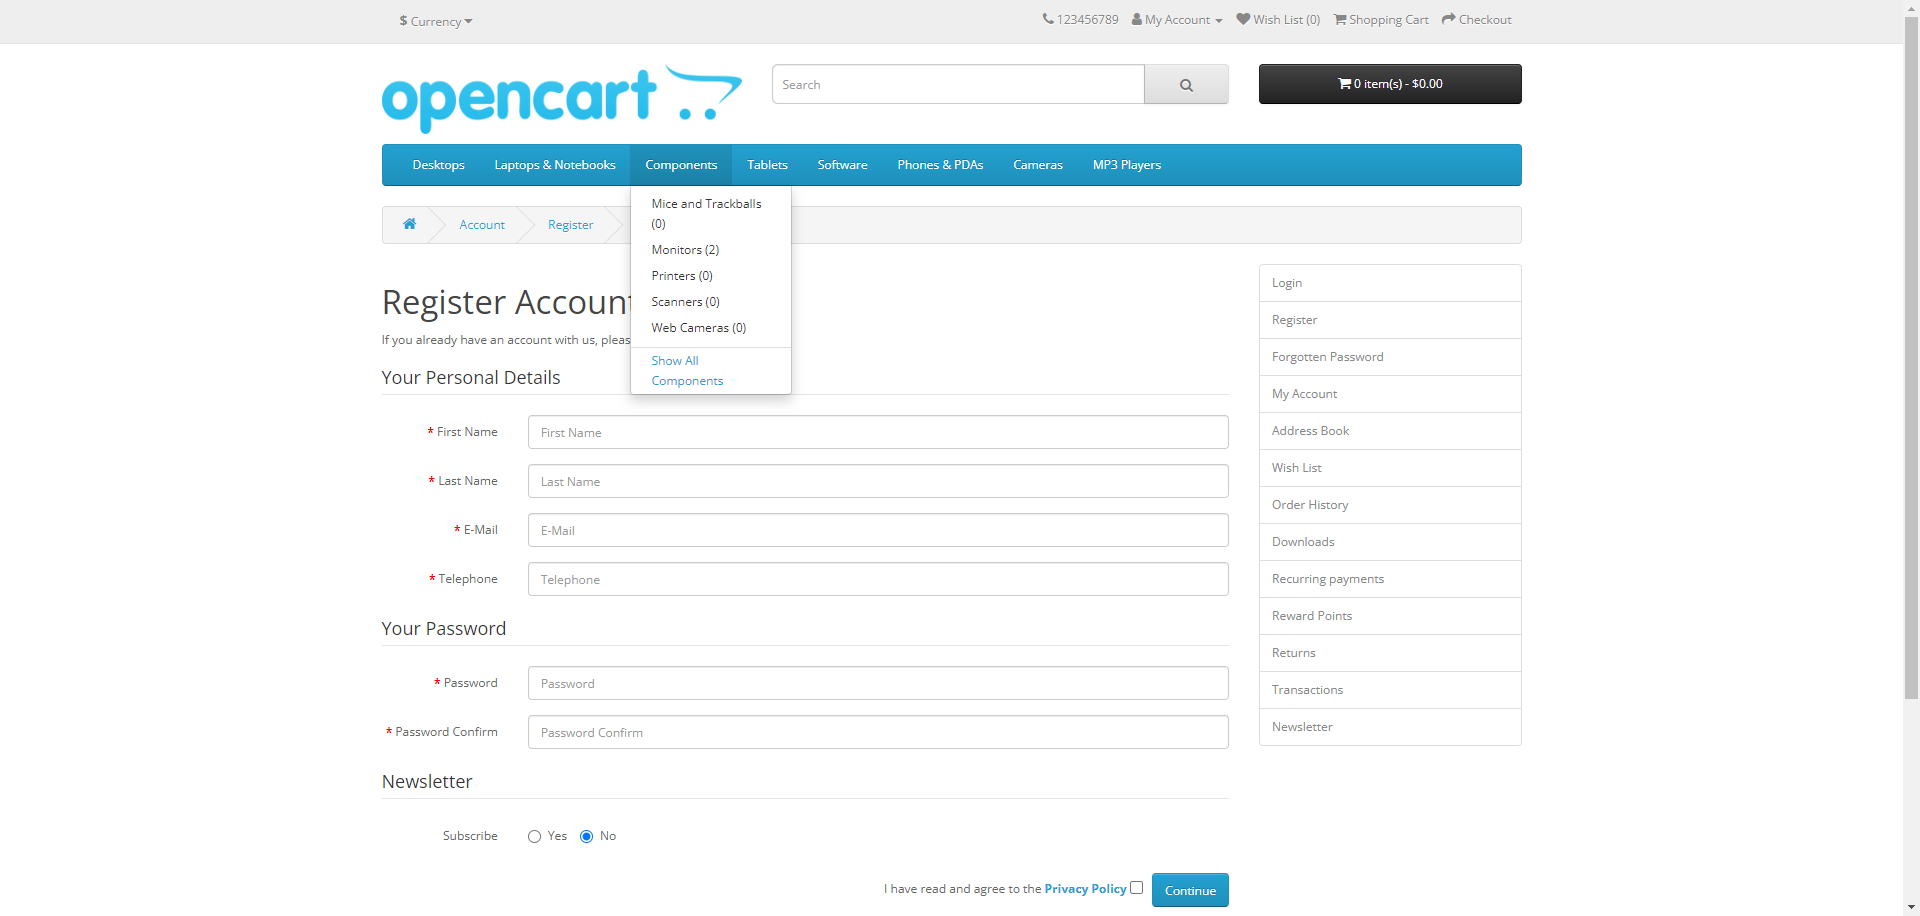 $ Currency
123456789 My Account Wish List (0) Shopping Cart Checkout
opencart
Search
0 item(s) - $0.00
Desktops Laptops & Notebooks Components Tablets Software Phones & PDAs Cameras MP3 Players
Mice and Trackballs
(0)
Monitors (2)
Printers (0)
Scanners (0)
Web Cameras (0)
Show All
Components
Account Register
Register Account
If you already have an account with us,
Your Personal Details
* First Name First Name
* Last Name Last Name
* E-Mail E-Mail
* Telephone Telephone
Your Password
* Password Password
* Password Confirm Password Confirm
Newsletter
Subscribe Yes No
I have read and agree to the Privacy Policy Continue
Login
Register
Forgotten Password
My Account
Address Book
Wish List
Order History
Downloads
Recurring payments
Reward Points
Returns
Transactions
Newsletter